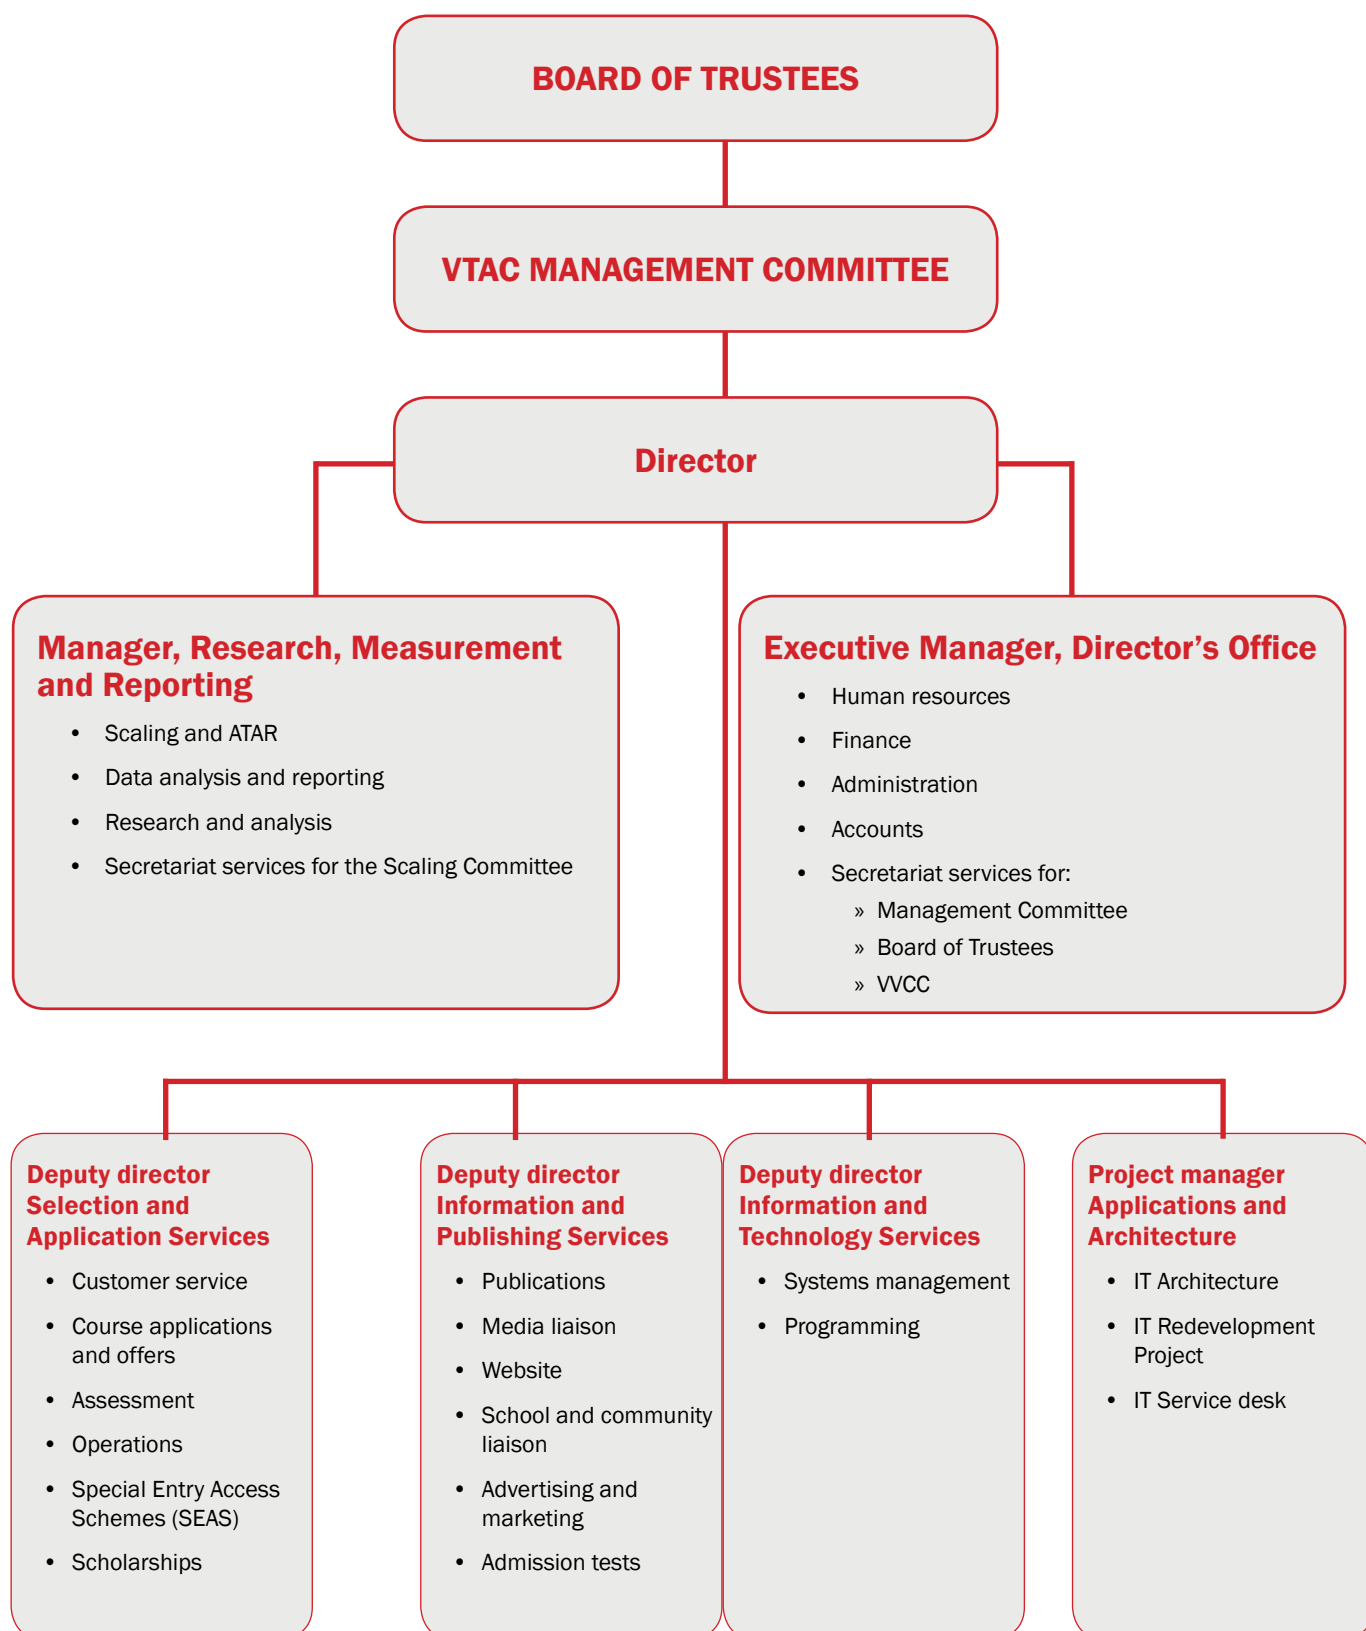 BOARD OF TRUSTEES
VTAC MANAGEMENT COMMITTEE
Director
Manager, Research, Measurement
and Reporting
• Scaling and ATAR
• Data analysis and reporting
• Research and analysis
• Secretariat services for the Scaling Committee
Executive Manager, Director’s Office
• Human resources
• Finance
• Administration
• Accounts
• Secretariat services for:
» Management Committee
» Board of Trustees
» VVCC
Deputy director
Selection and
Application Services
• Customer service
• Course applications
and offers
• Assessment
• Operations
• Special Entry Access
Schemes (SEAS)
• Scholarships
Deputy director
Information and
Publishing Services
• Publications
• Media liaison
• Website
• School and community
liaison
• Advertising and
marketing
• Admission tests
Deputy director
Information and
Technology Services
• Systems management
• Programming
Project manager
Applications and
Architecture
• IT Architecture
• IT Redevelopment
Project
• IT Service desk